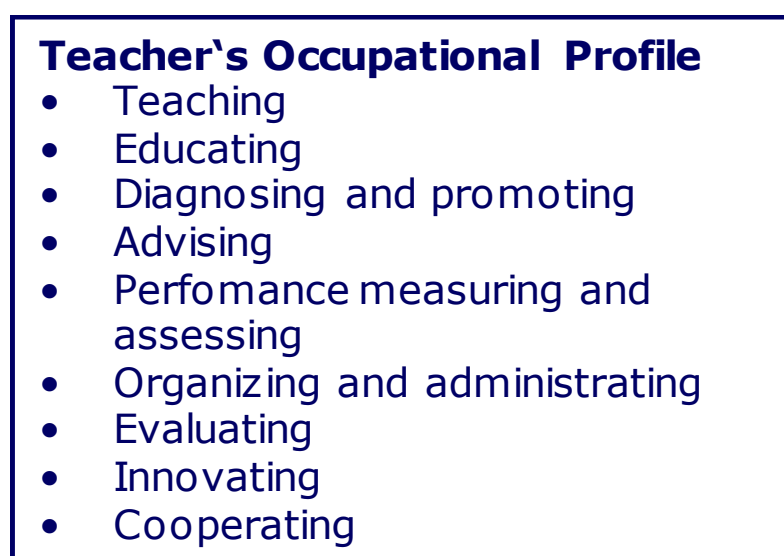 Teacher‘s Occupational Profile
• Teaching
• Educating
• Diagnosing and promoting
• Advising
• Perfomance measuring and
assessing
• Organizing and administrating
• Evaluating
• Innovating
• Cooperating